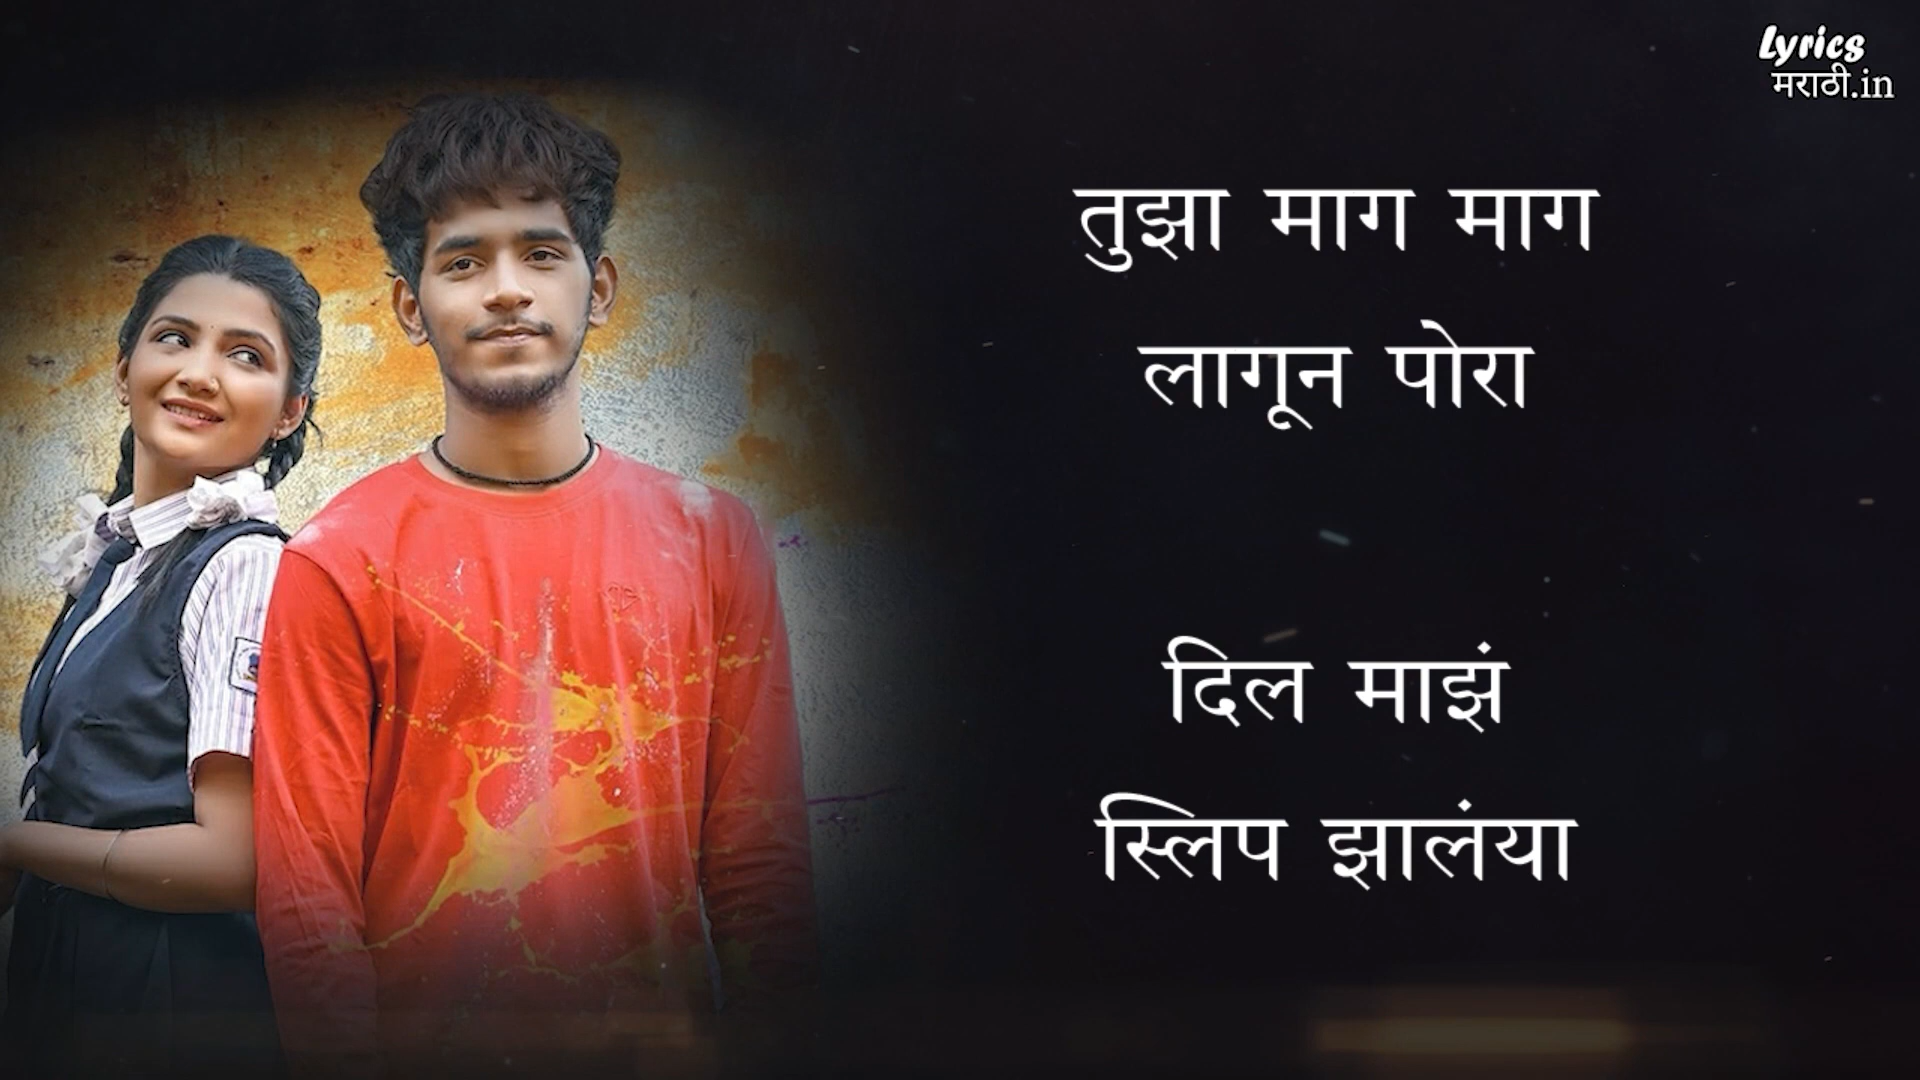 Lyrics
मराठी.in
तुझा माग माग
लागून पोरा
दिल माझं
स्लिप झालंया